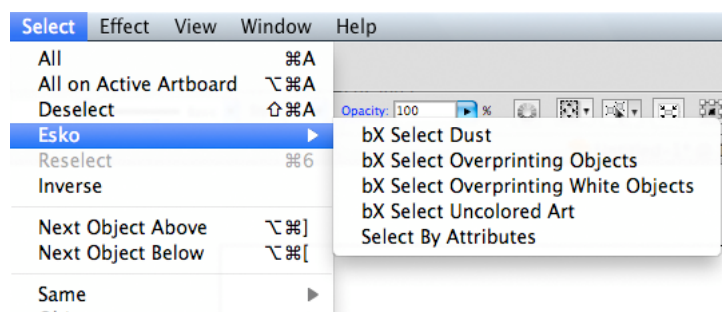 Select Effect View Window Help
All ⌘A
All on Active Artboard ⌥⌘A
Deselect ⇧⌘A
Opacity: 100 %
Esko
bX Select Dust
bX Select Overprinting Objects
bX Select Overprinting White Objects
bX Select Uncolored Art
Select By Attributes
Reselect ⌘6
Inverse
Next Object Above ⌥⌘]
Next Object Below ⌥⌘[
Same